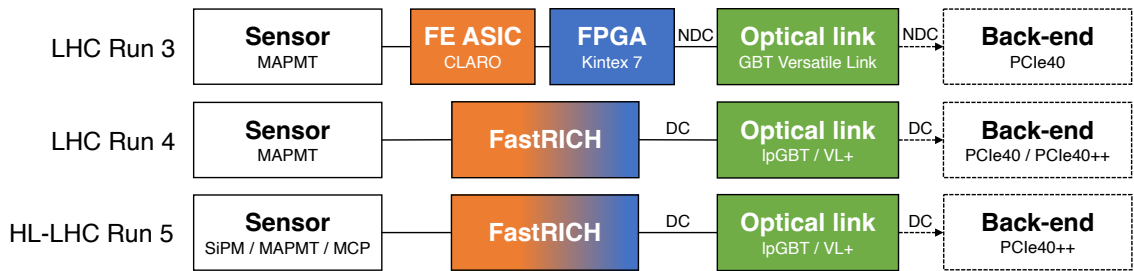 LHC Run 3
Sensor
MAPMT
FE ASIC
CLARO
FPGA
Kintex 7
NDC
Optical link
GBT Versatile Link
NDC
Back-end
PCIe40
LHC Run 4
Sensor
MAPMT
FastRICH
DC
Optical link
lpGBT / VL+
DC
Back-end
PCIe40 / PCIe40++
HL-LHC Run 5
Sensor
SiPM / MAPMT / MCP
FastRICH
DC
Optical link
lpGBT / VL+
DC
Back-end
PCIe40++